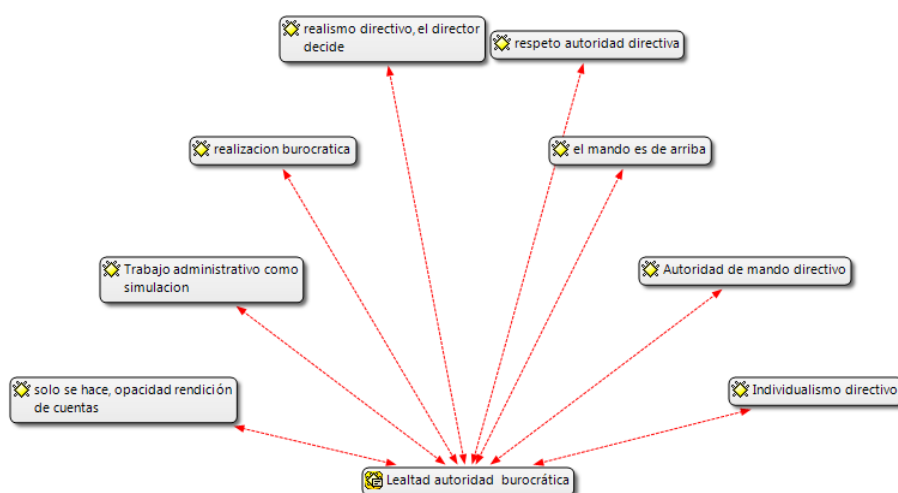 realismo directivo, el director
decide
respeto autoridad directiva
realizacion burocratica
el mando es de arriba
Trabajo administrativo como
simulacion
Autoridad de mando directivo
solo se hace, opacidad rendición
de cuentas
Individualismo directivo
Lealtad autoridad burocrática